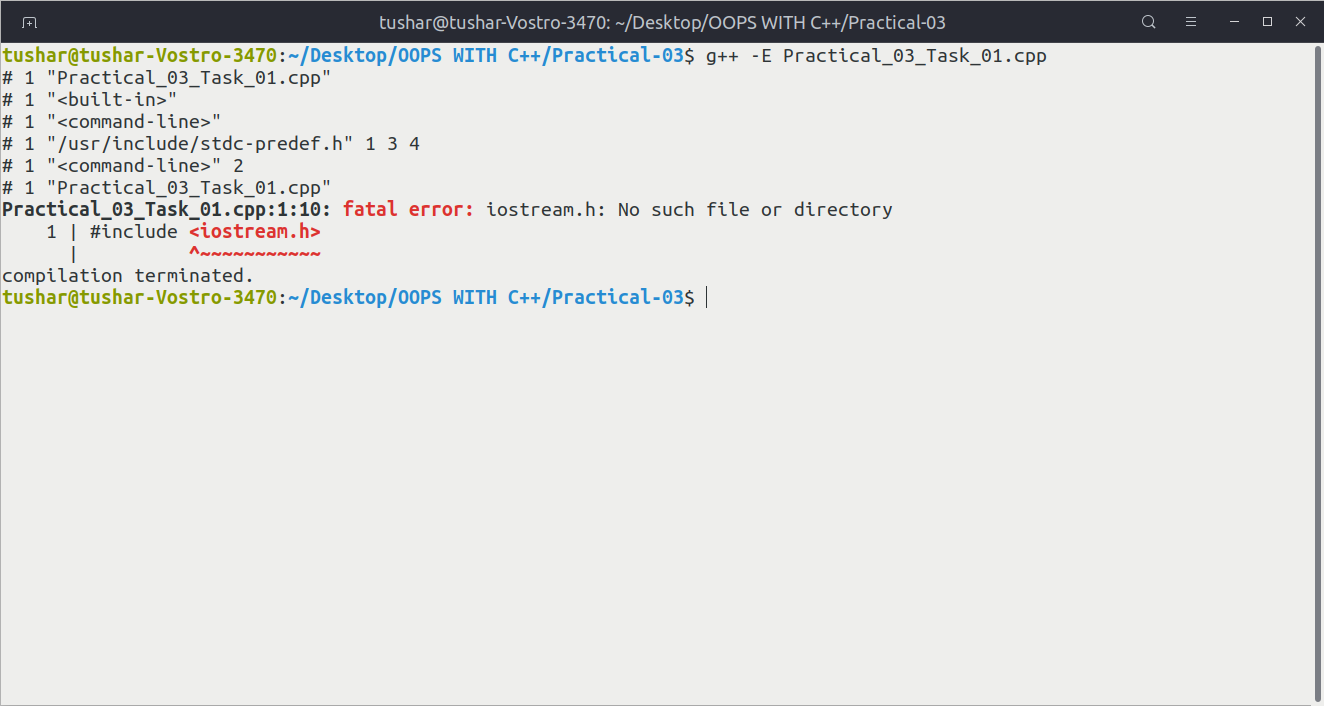 tushar@tushar-Vostro-3470: ~/Desktop/OOPS WITH C++/Practical-03
tushar@tushar-Vostro-3470:~/Desktop/OOPS WITH C++/Practical-03$ g++ -E Practical_03_Task_01.cpp
# 1 "Practical_03_Task_01.cpp"
# 1 "<built-in>"
# 1 "<command-line>"
# 1 "/usr/include/stdc-predef.h" 1 3 4
# 1 "<command-line>" 2
# 1 "Practical_03_Task_01.cpp"
Practical_03_Task_01.cpp:1:10: fatal error: iostream.h: No such file or directory
    1 | #include <iostream.h>
      |          ^~~~~~~~~~~~
compilation terminated.
tushar@tushar-Vostro-3470:~/Desktop/OOPS WITH C++/Practical-03$